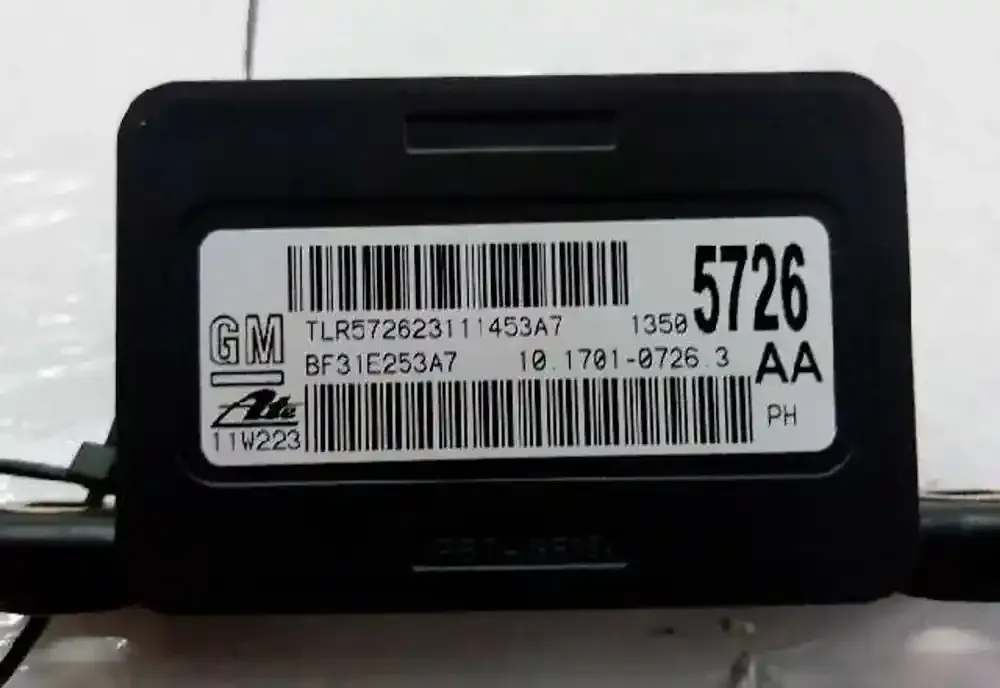 GM
Ate
11W223
TLR572623111453A7
1350 5726
BF31E253A7
10.1701-0726.3
AA
PH